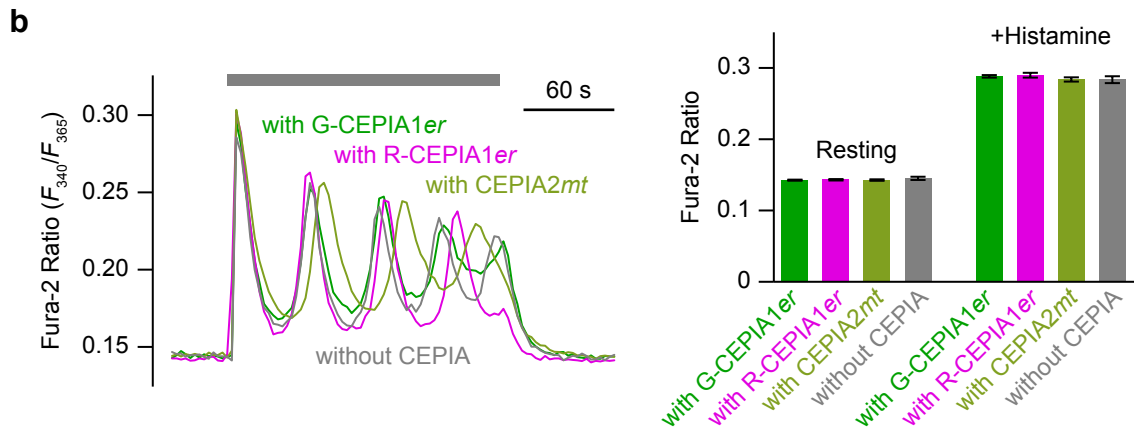 b
60 s
with G-CEPIA1er
with R-CEPIA1er
with CEPIA2mt
without CEPIA
Fura-2 Ratio (F340/F365)
0.30
0.25
0.20
0.15
+Histamine
Resting
Fura-2 Ratio
0.3
0.2
0.1
0
with G-CEPIA1er
with R-CEPIA1er
with CEPIA2mt
without CEPIA
with G-CEPIA1er
with R-CEPIA1er
with CEPIA2mt
without CEPIA